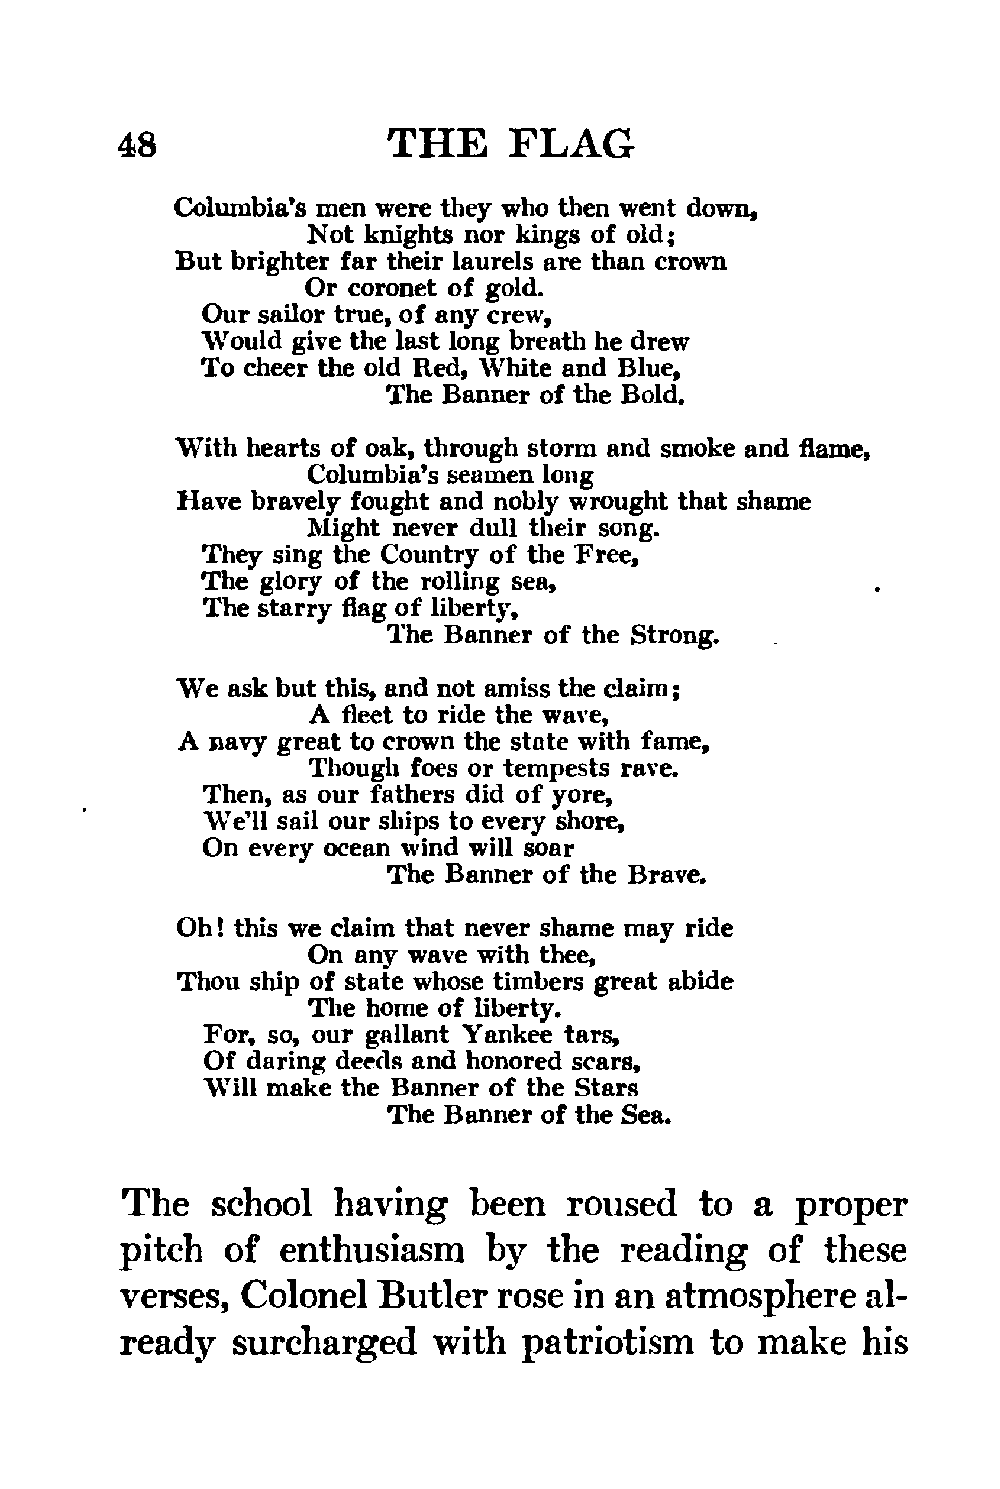 48 THE FLAG
Columbia's men were they who then went down,
Not knights nor kings of old;
But brighter far their laurels are than crown
Or coronet of gold.
Our sailor true, of any crew,
Would give the last long breath he drew
To cheer the old Red, White and Blue,
The Banner of the Bold.
With hearts of oak, through storm and smoke and flame,
Columbia's seamen long
Have bravely fought and nobly wrought that shame
Might never dull their song.
They sing the Country of the Free,
The glory of the rolling sea,
The starry flag of liberty,
The Banner of the Strong.
We ask but this, and not amiss the claim;
A fleet to ride the wave,
A navy great to crown the state with fame,
Though foes or tempests rave.
Then, as our fathers did of yore,
We'll sail our ships to every shore,
On every ocean wind will soar
The Banner of the Brave.
Oh! this we claim that never shame may ride
On any wave with thee,
Thou ship of state whose timbers great abide
The home of liberty.
For, so, our gallant Yankee tars,
Of daring deeds and honored scars,
Will make the Banner of the Stars
The Banner of the Sea.
The school having been roused to a proper
pitch of enthusiasm by the reading of these
verses, Colonel Butler rose in an atmosphere al-
ready surcharged with patriotism to make his